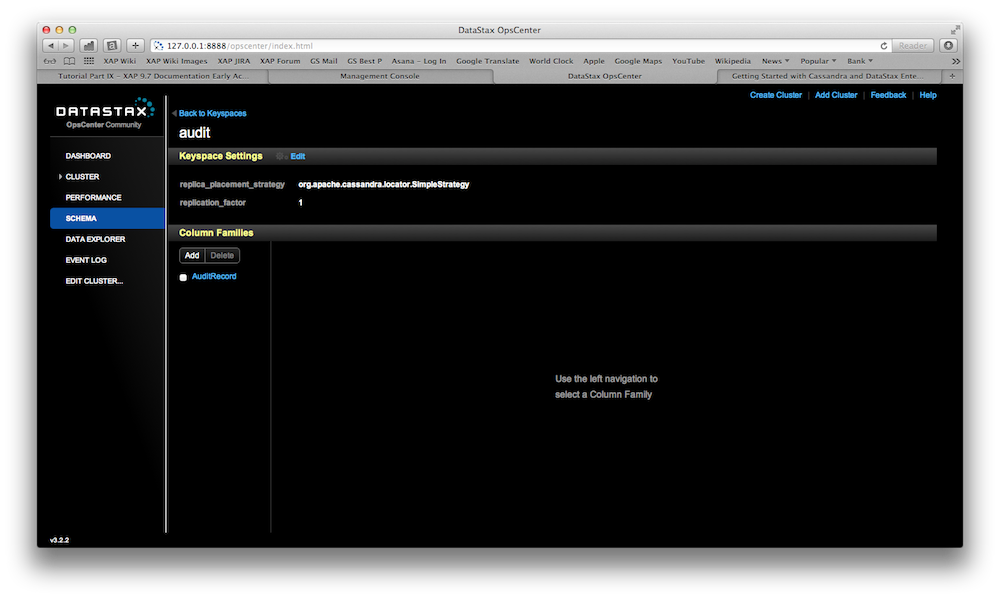 DataStax OpsCenter
127.0.0.1:8888/opscenter/index.html
Reader
XAP Wiki XAP Wiki Images XAP JIRA XAP Forum GS Mail GS Best P Asana – Log In Google Translate World Clock Apple Google Maps YouTube Wikipedia News Popular Bank
Tutorial Part IX – XAP 9.7 Documentation Early Ac... Management Console DataStax OpsCenter Getting Started with Cassandra and DataStax Ente...
Create Cluster | Add Cluster | Feedback | Help
DATASTAX
OpsCenter Community
Back to Keyspaces
audit
DASHBOARD
CLUSTER
PERFORMANCE
SCHEMA
DATA EXPLORER
EVENT LOG
EDIT CLUSTER...
Keyspace Settings Edit
replica_placement_strategy org.apache.cassandra.locator.SimpleStrategy
replication_factor 1
Column Families
Add Delete
AuditRecord
Use the left navigation to
select a Column Family
v3.2.2